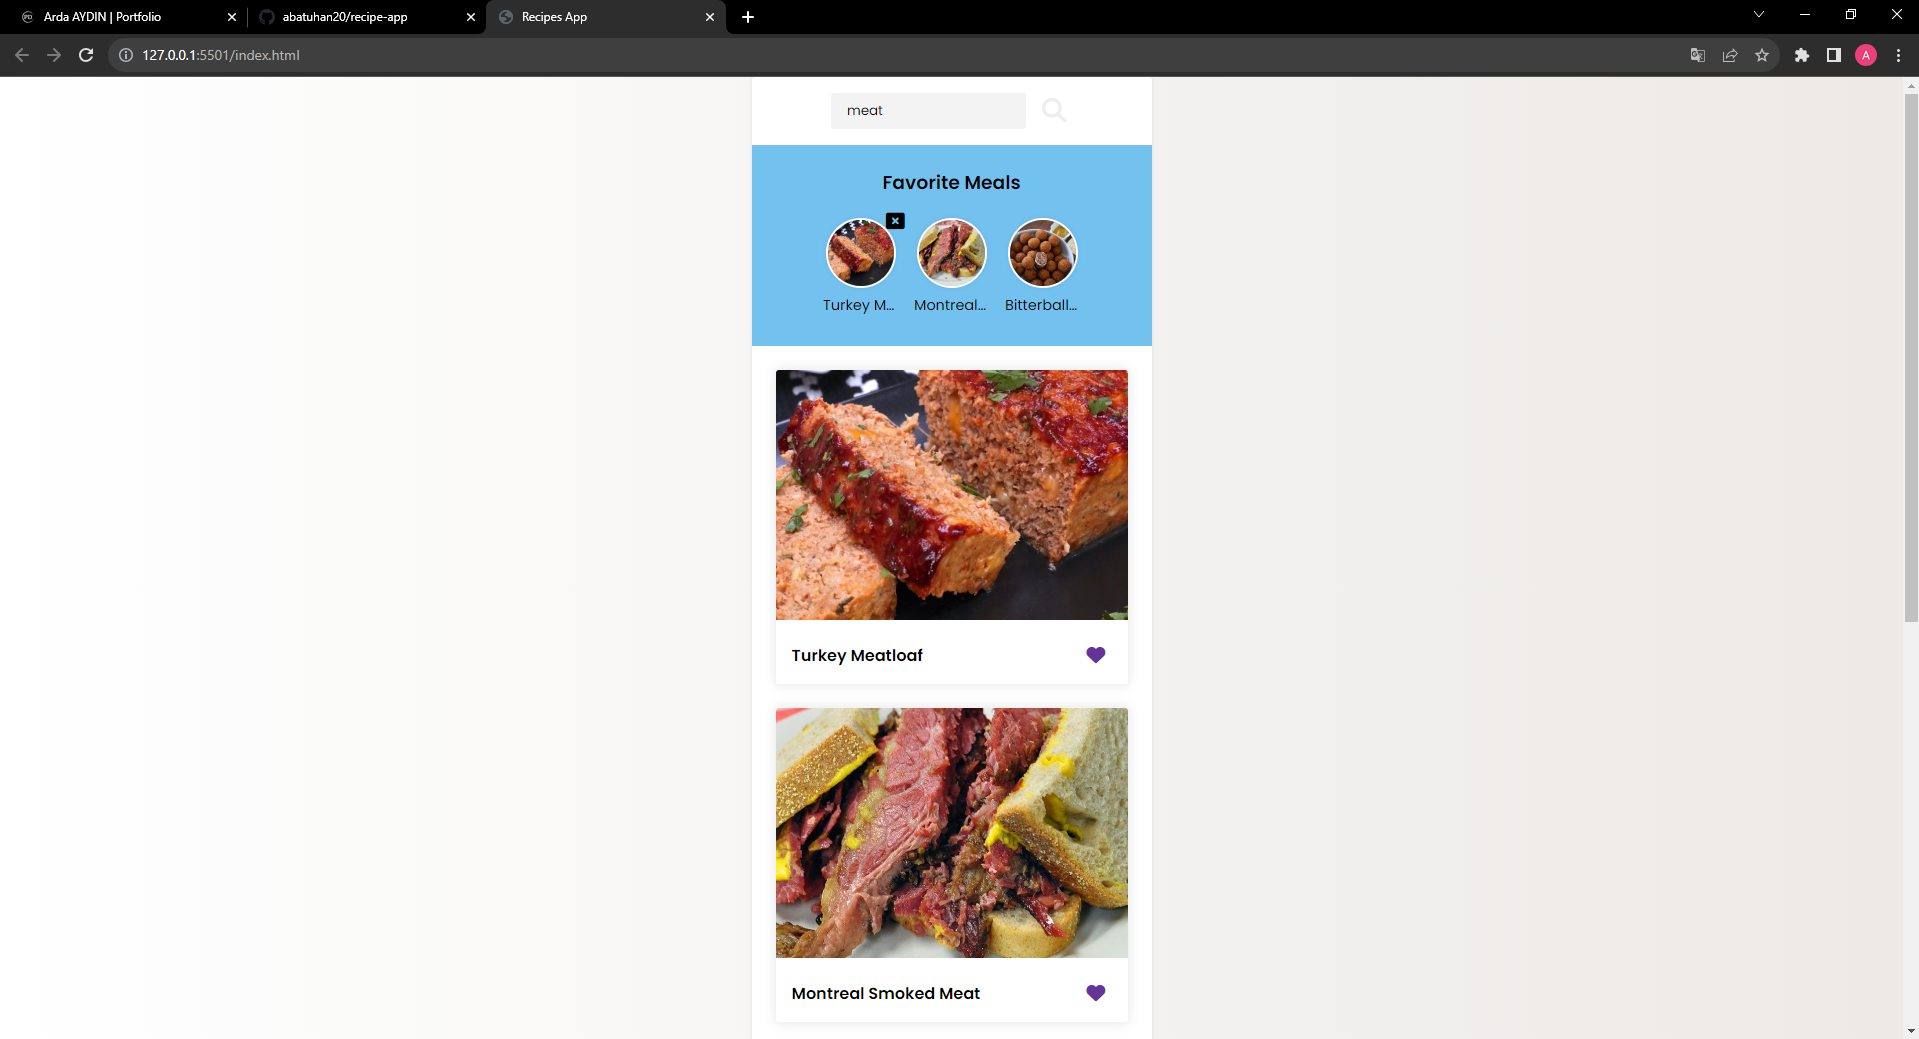 Arda AYDIN | Portfolio
abatuhan20/recipe-app
Recipes App
127.0.0.1:5501/index.html
A
meat
Favorite Meals
Turkey M...
Montreal...
Bitterball...
Turkey Meatloaf
Montreal Smoked Meat